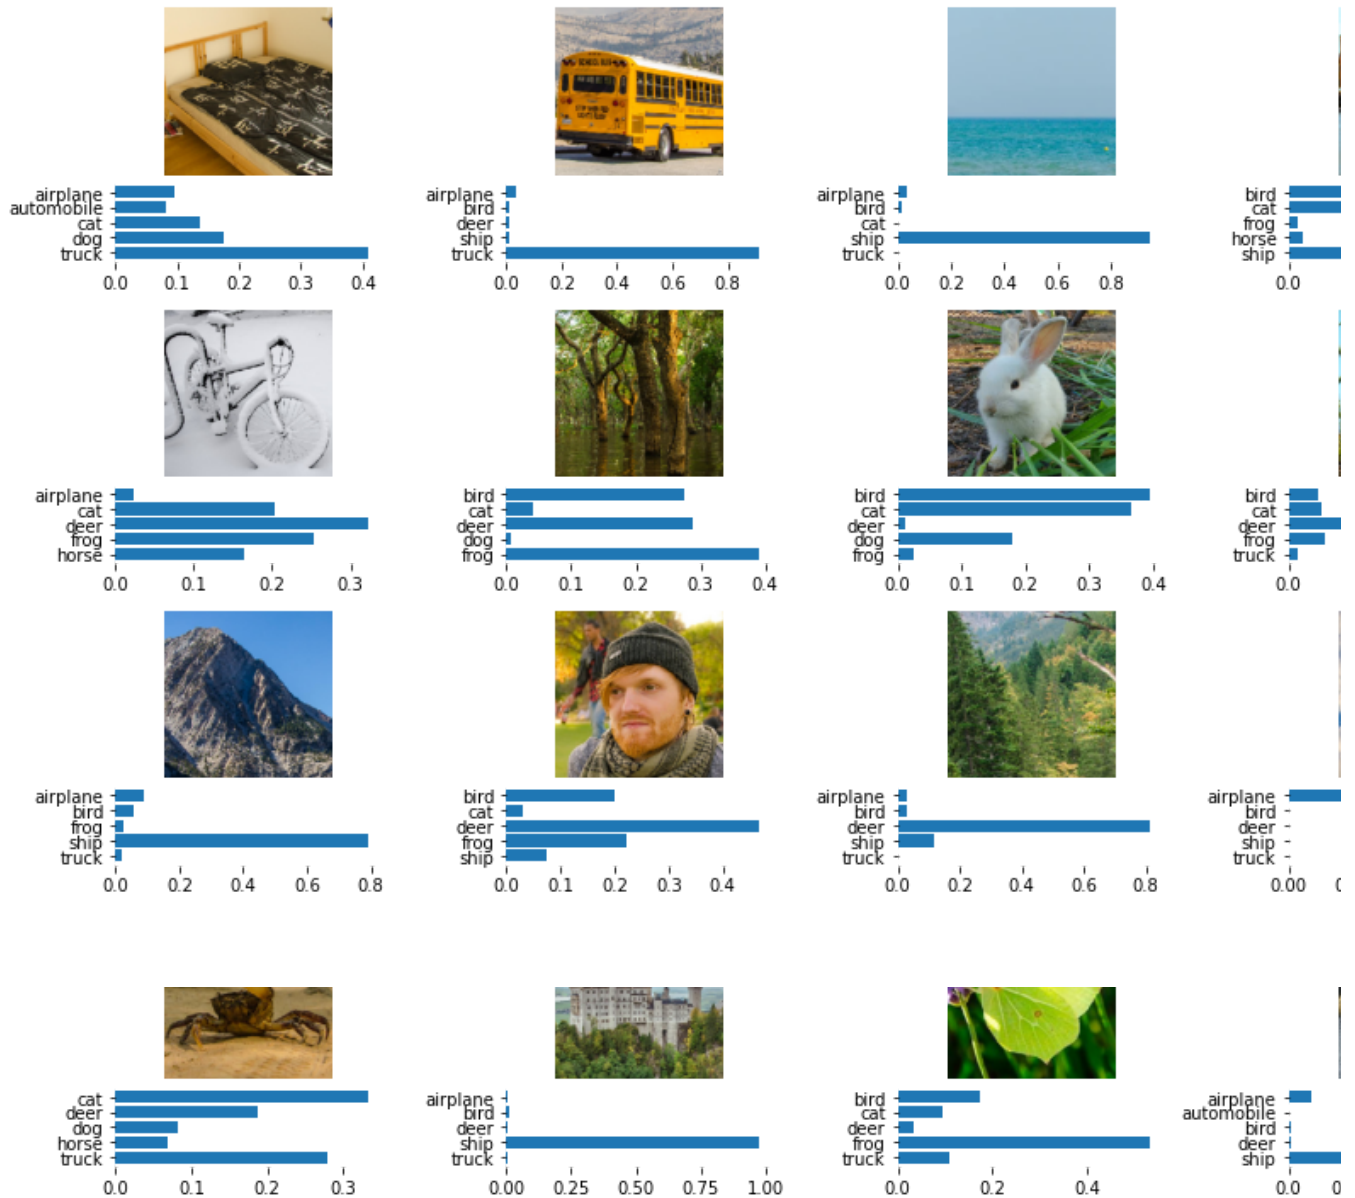 SCHOOL BUS
airplane
automobile
cat
dog
truck
0.0 0.1 0.2 0.3 0.4
airplane
bird
deer
ship
truck
0.0 0.2 0.4 0.6 0.8
airplane
bird
cat
ship
truck
0.0 0.2 0.4 0.6 0.8
bird
cat
frog
horse
ship
0.0
airplane
cat
deer
frog
horse
0.0 0.1 0.2 0.3
bird
cat
deer
dog
frog
0.0 0.1 0.2 0.3 0.4
bird
cat
deer
dog
frog
0.0 0.1 0.2 0.3 0.4
bird
cat
deer
frog
truck
0.0
airplane
bird
frog
ship
truck
0.0 0.2 0.4 0.6 0.8
bird
cat
deer
frog
ship
0.0 0.1 0.2 0.3 0.4
airplane
bird
deer
ship
truck
0.0 0.2 0.4 0.6 0.8
airplane
bird
deer
ship
truck
0.00
cat
deer
dog
horse
truck
0.0 0.1 0.2 0.3
airplane
bird
deer
ship
truck
0.00 0.25 0.50 0.75 1.00
bird
cat
deer
frog
truck
0.0 0.2 0.4
airplane
automobile
bird
deer
ship
0.0